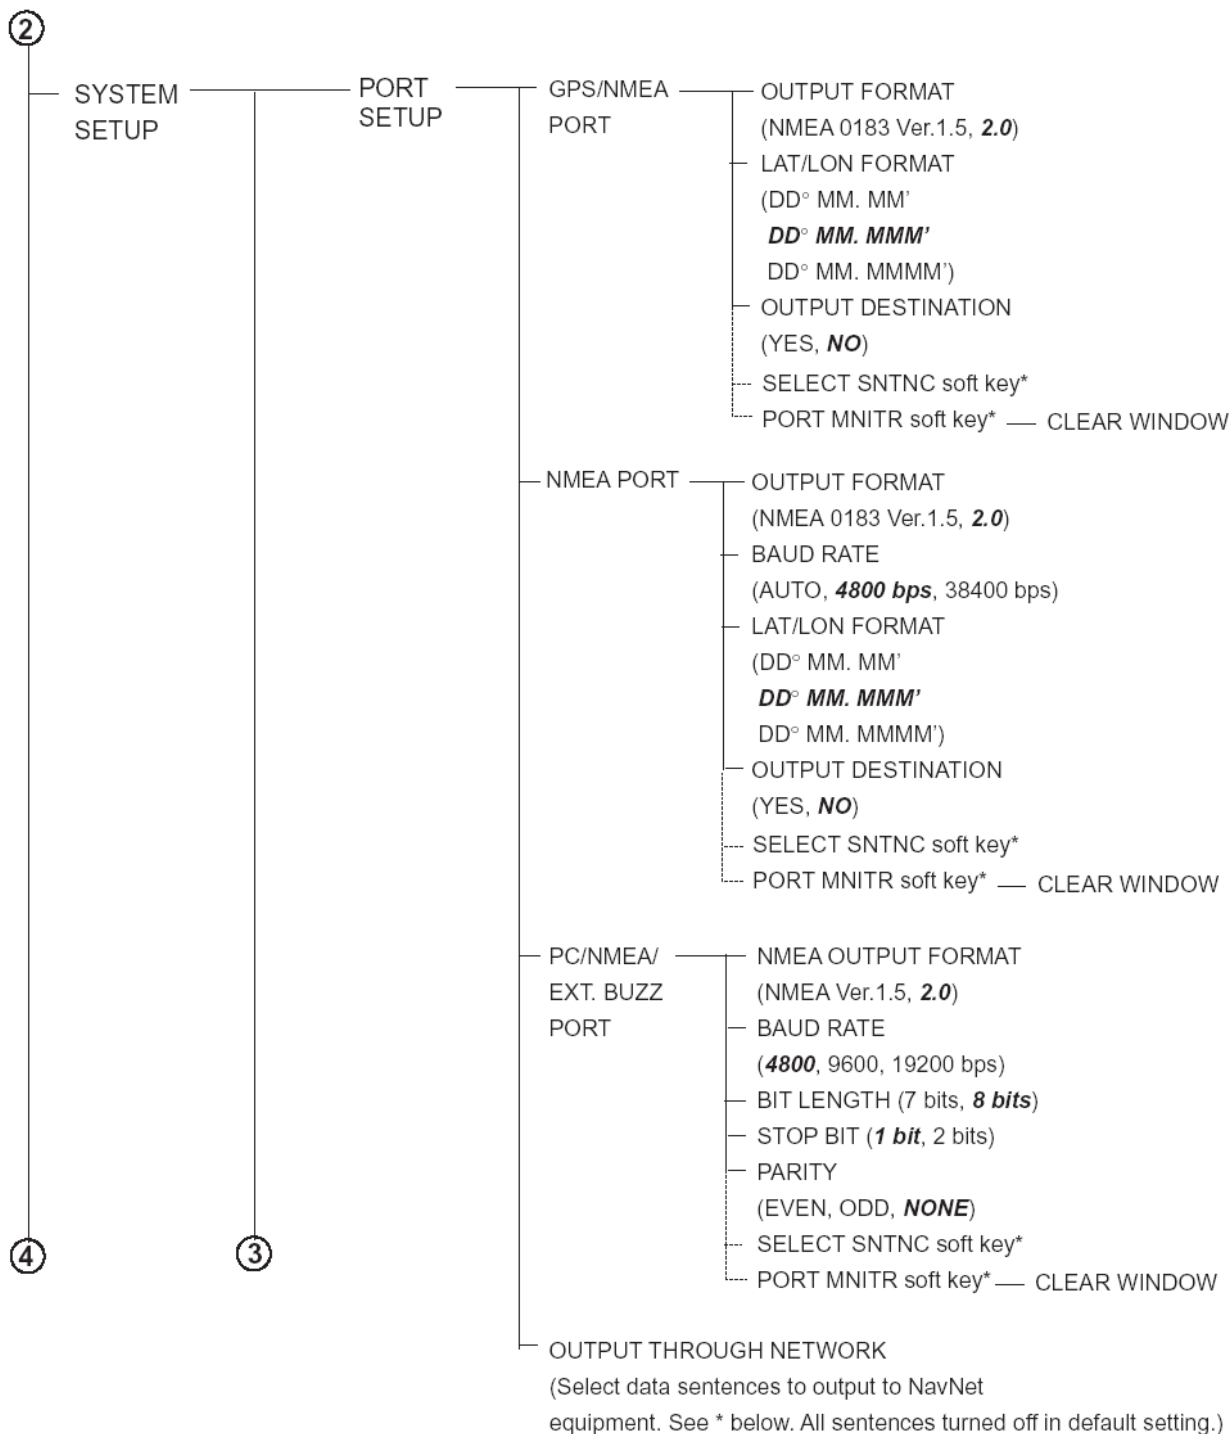 2
SYSTEM
SETUP
PORT
SETUP
GPS/NMEA
PORT
OUTPUT FORMAT
(NMEA 0183 Ver.1.5, 2.0)
LAT/LON FORMAT
(DD° MM. MM'
DD° MM. MMM'
DD° MM. MMMM')
OUTPUT DESTINATION
(YES, NO)
SELECT SNTNC soft key*
PORT MNITR soft key* — CLEAR WINDOW
NMEA PORT
OUTPUT FORMAT
(NMEA 0183 Ver.1.5, 2.0)
BAUD RATE
(AUTO, 4800 bps, 38400 bps)
LAT/LON FORMAT
(DD° MM. MM'
DD° MM. MMM'
DD° MM. MMMM')
OUTPUT DESTINATION
(YES, NO)
SELECT SNTNC soft key*
PORT MNITR soft key* — CLEAR WINDOW
PC/NMEA/
EXT. BUZZ
PORT
NMEA OUTPUT FORMAT
(NMEA Ver.1.5, 2.0)
BAUD RATE
(4800, 9600, 19200 bps)
BIT LENGTH (7 bits, 8 bits)
STOP BIT (1 bit, 2 bits)
PARITY
(EVEN, ODD, NONE)
SELECT SNTNC soft key*
PORT MNITR soft key* — CLEAR WINDOW
4
3
OUTPUT THROUGH NETWORK
(Select data sentences to output to NavNet
equipment. See * below. All sentences turned off in default setting.)